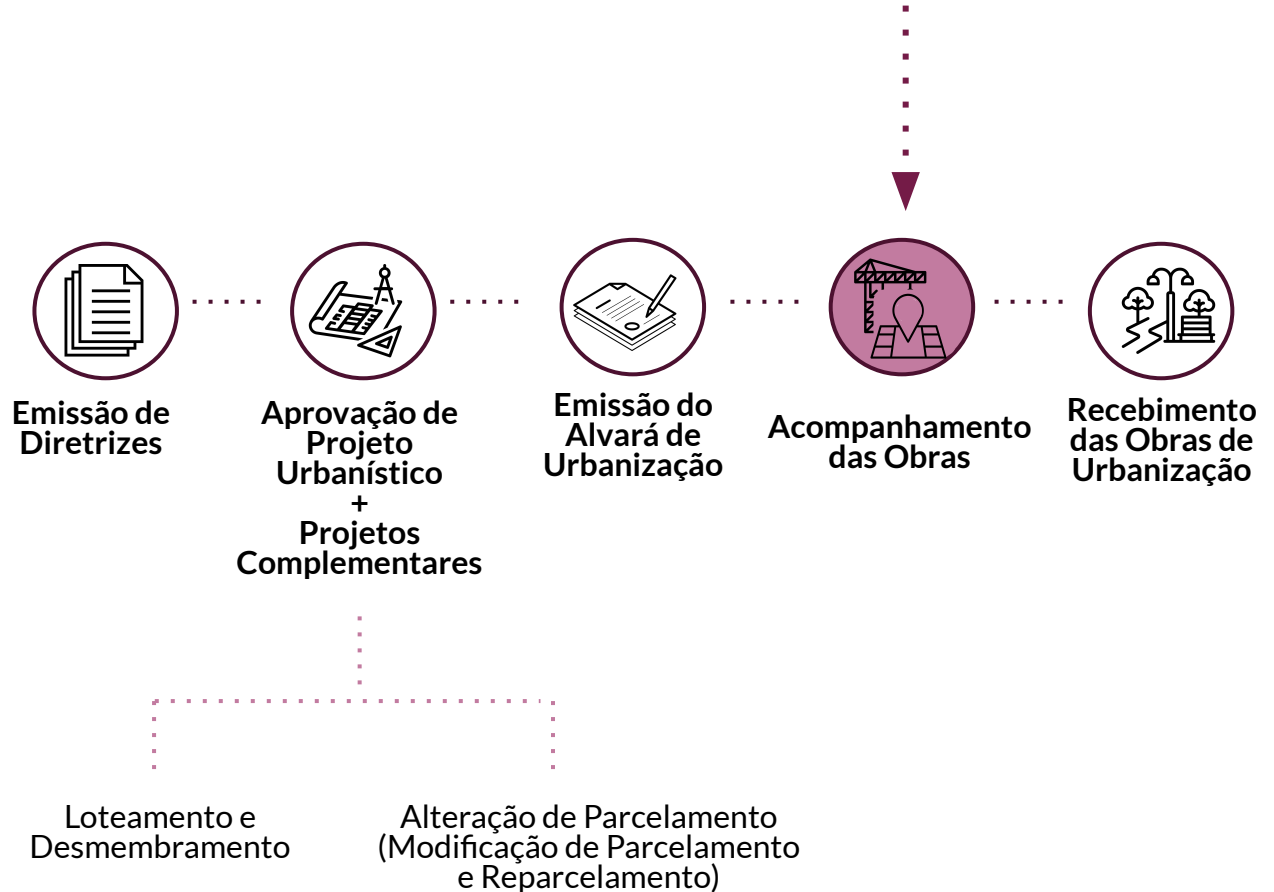 Emissão de
Diretrizes
Aprovação de
Projeto
Urbanístico
+
Projetos
Complementares
Emissão do
Alvará de
Urbanização
Acompanhamento
das Obras
Recebimento
das Obras de
Urbanização
Loteamento e
Desmembramento
Alteração de Parcelamento
(Modificação de Parcelamento
e Reparcelamento)